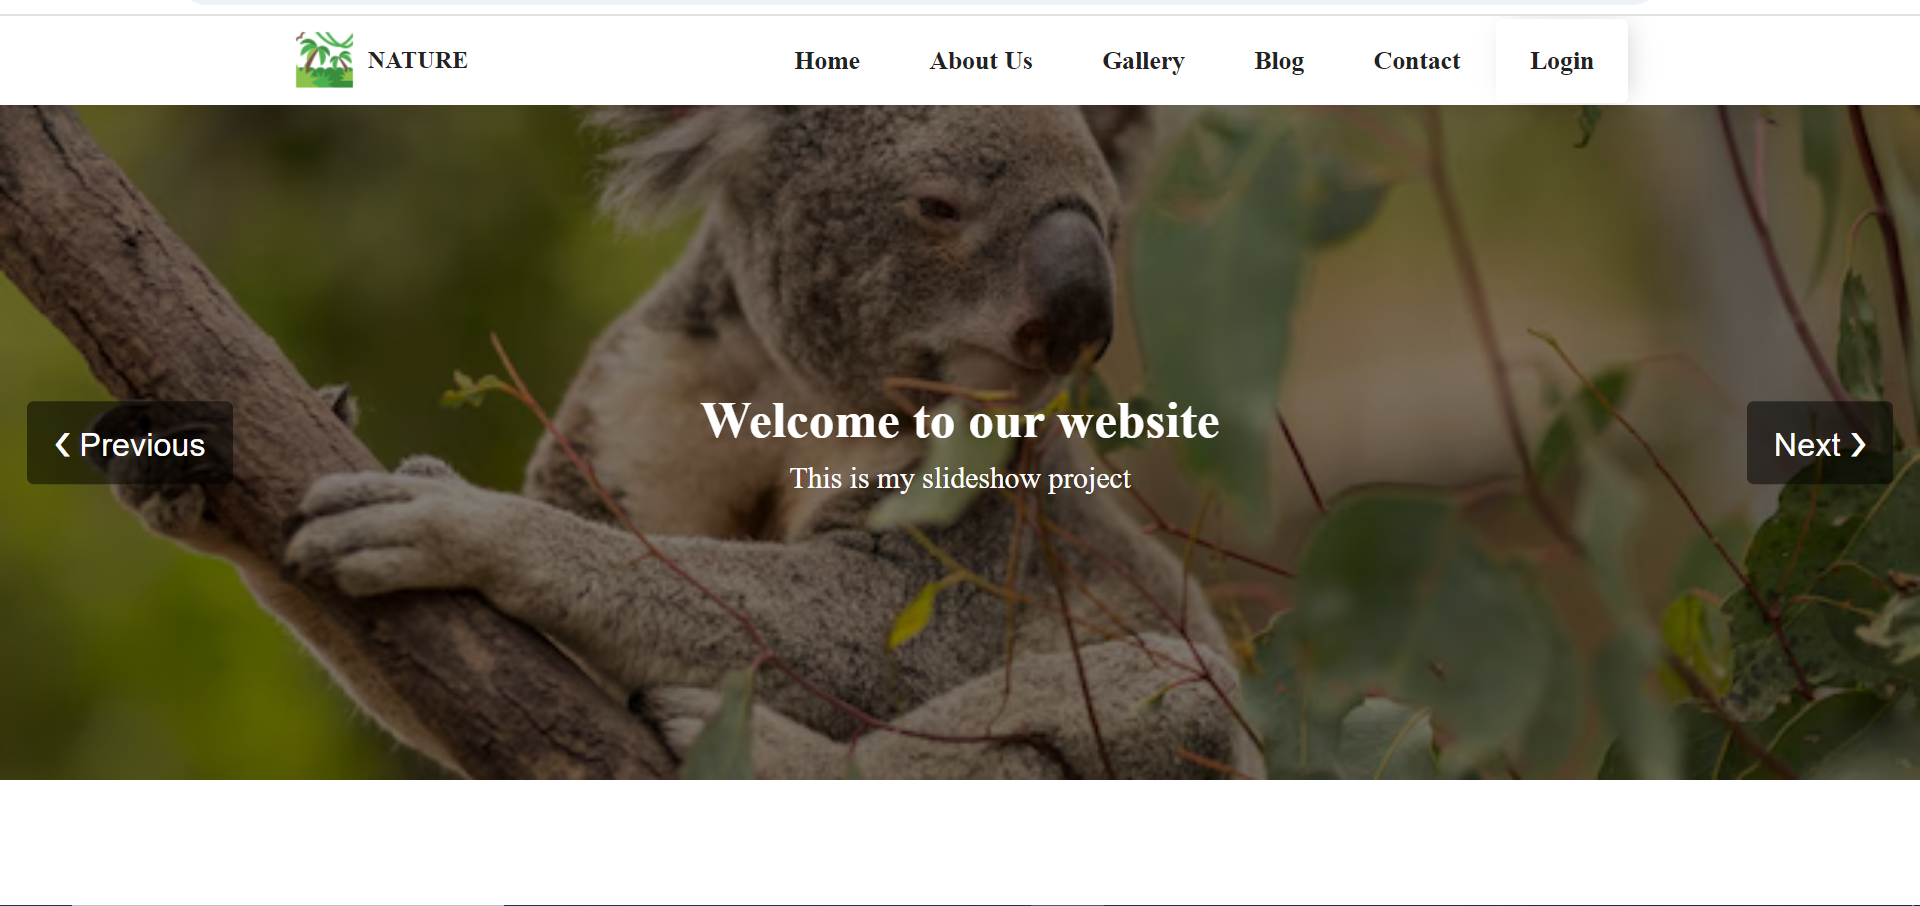 NATURE Home About Us Gallery Blog Contact Login
Welcome to our website
❮ Previous
Next ❯
This is my slideshow project